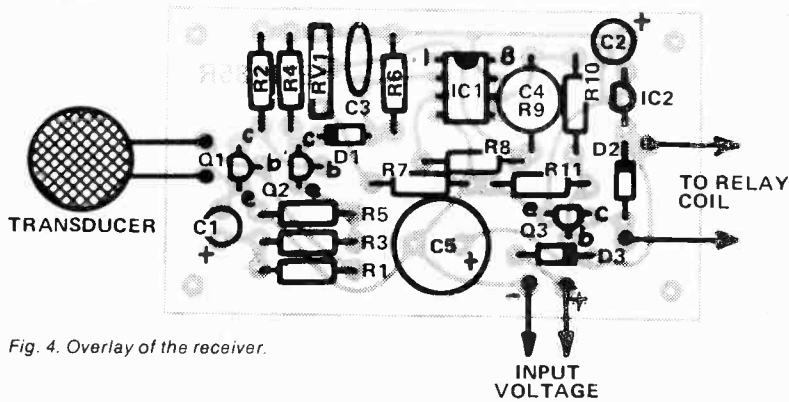 R2
R4
RV1
C3
R6
1
8
IC1
C4
R9
R10
C2
+
IC2
c
D1
Q1
b
e
c
Q2
b
e
R7
R8
R11
D2
TO RELAY
COIL
TRANSDUCER
C1
+
R5
R3
R1
C5
+
e
c
Q3
b
D3
-
+
Fig. 4. Overlay of the receiver.
INPUT
VOLTAGE